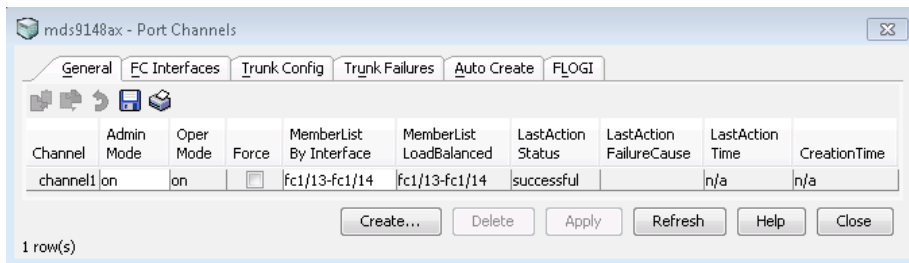 mds9148ax - Port Channels
General FC Interfaces Trunk Config Trunk Failures Auto Create FLOGI
Channel Admin Mode Oper Mode Force MemberList By Interface MemberList LoadBalanced LastAction Status LastAction FailureCause LastAction Time CreationTime
channel1 on on fc1/13-fc1/14 fc1/13-fc1/14 successful n/a n/a
Create... Delete Apply Refresh Help Close
1 row(s)